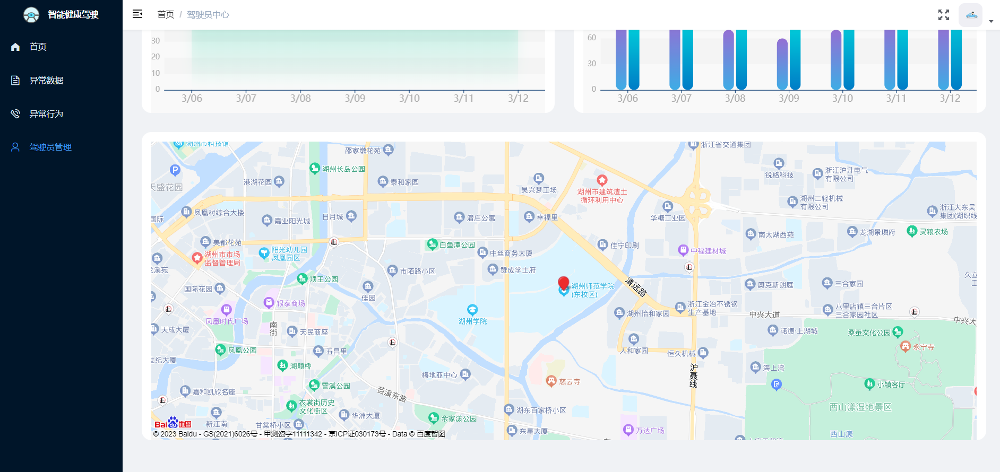 智能健康驾驶
首页 / 驾驶员中心
首页
异常数据
异常行为
驾驶员管理
30
20
10
0
3/06 3/07 3/08 3/09 3/10 3/11 3/12
60
30
0
3/06 3/07 3/08 3/09 3/10 3/11 3/12
湖州市科技馆
邵家墩花苑
浙江省交通集团
P
湖州长岛公园
锐格科技
浙江沪升电气
有限公司
港湖花园
泰和家园
天盛花园
吴兴梦工场
湖州市建筑渣土
循环利用中心
湖州二轻机械
有限公司
浙江大东吴
集团(湖织线
国际
凤凰村综合大楼
嘉业阳光城
日月城
潜庄公寓
幸福里
华糖工业园
南太湖西苑
龙湖景璘府
灵粮农场
美都花苑
湖州市市场
监督管理局
阳光幼儿园
凤凰园区
白鱼潭公园
中丝商务大厦
佳宁印刷
中福建材城
龙溪苑
市陌路小区
赞成学士府
久立
工
项王公园
国际花园
佳园
湖州师范学院
(东校区)
清远路
奥克斯朗庭
三合家园
银泰商场
凤凰时代广场
湖州学院
湖州怡和家园
浙江金冶不锈钢
生产基地
中兴大道
八里店镇三合片区
三合家园社区
中兴大
南街
天成大厦
天民商座
诺德·上湖城
桑蚕文化公园
凤凰公园
五昌里
人和家园
恒久机械
永宁寺
世纪大厦
湖颖桥
海上湾
沪聂线
梅地亚中心
慈云寺
小镇客厅
雪溪公园
嘉和凯欣名座
苕溪东路
衣裳街历史
文化街区
华洲大厦
湖东百家桥小区
西山漾湿地景区
余家漾公园
新江南
甘棠桥小区
东星大厦
万达广场
西山漾
Baidu地图
© 2023 Baidu - GS(2021)6026号 - 甲测资字11111342 - 京ICP证030173号 - Data © 百度智图